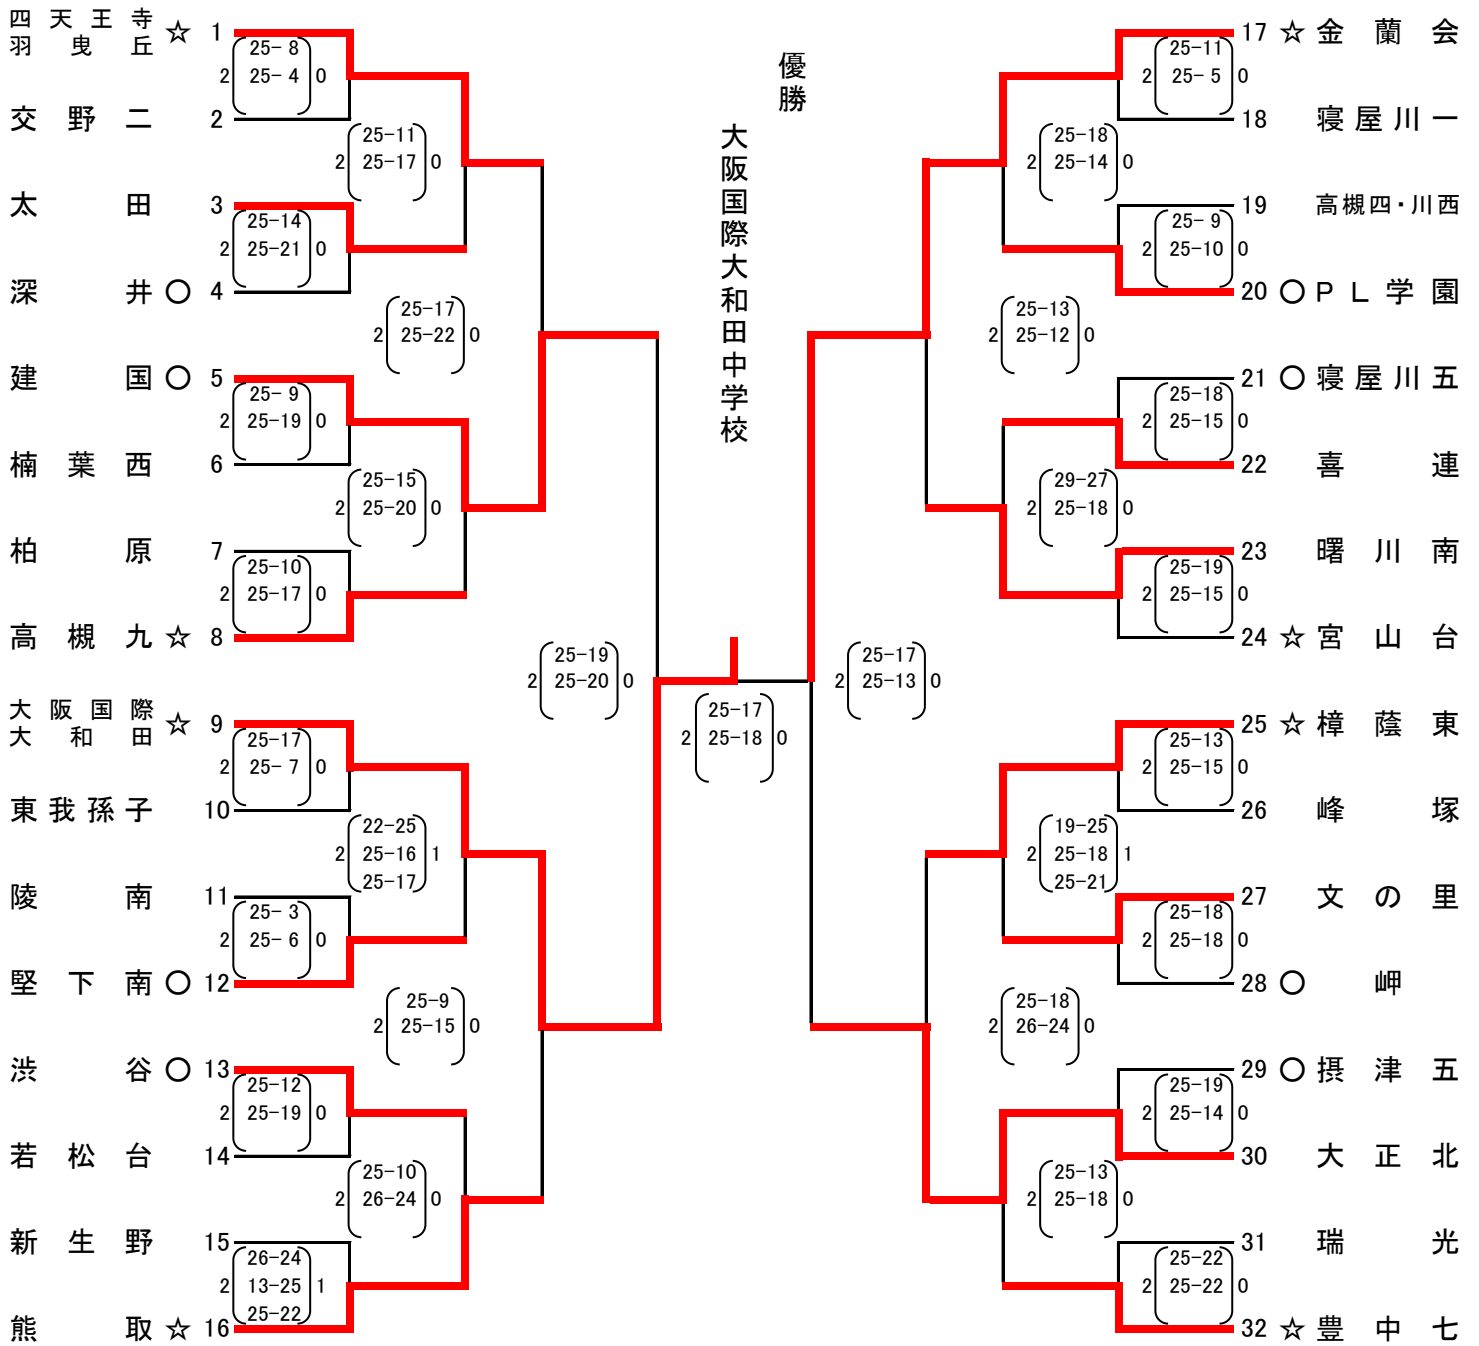 優勝
大阪国際大和田中学校
四天王寺
羽曳丘 ☆ 1
25- 8
2 25- 4 0
交野二 2
25-11
2 25-17 0
太田 3
25-14
2 25-21 0
深井 ○ 4
25-17
2 25-22 0
建国 ○ 5
25- 9
2 25-19 0
楠葉西 6
25-15
2 25-20 0
柏原 7
25-10
2 25-17 0
高槻九 ☆ 8
25-19
2 25-20 0
大阪国際
大和田 ☆ 9
25-17
2 25- 7 0
東我孫子 10
22-25
2 25-16 1
25-17
陵南 11
25- 3
2 25- 6 0
堅下南 ○ 12
25-9
2 25-15 0
渋谷 ○ 13
25-12
2 25-19 0
若松台 14
25-10
2 26-24 0
新生野 15
26-24
2 13-25 1
25-22
熊取 ☆ 16
25-17
2 25-18 0
17 ☆ 金蘭会
25-11
2 25- 5 0
18 寝屋川一
25-18
2 25-14 0
19 高槻四・川西
25- 9
2 25-10 0
20 ○ PL学園
25-13
2 25-12 0
21 ○ 寝屋川五
25-18
2 25-15 0
22 喜連
29-27
2 25-18 0
23 曙川南
25-19
2 25-15 0
24 ☆ 宮山台
25-17
2 25-13 0
25 ☆ 樟蔭東
25-13
2 25-15 0
26 峰塚
19-25
2 25-18 1
25-21
27 文の里
25-18
2 25-18 0
28 ○ 岬
25-18
2 26-24 0
29 ○ 摂津五
25-19
2 25-14 0
30 大正北
25-13
2 25-18 0
31 瑞光
25-22
2 25-22 0
32 ☆ 豊中七